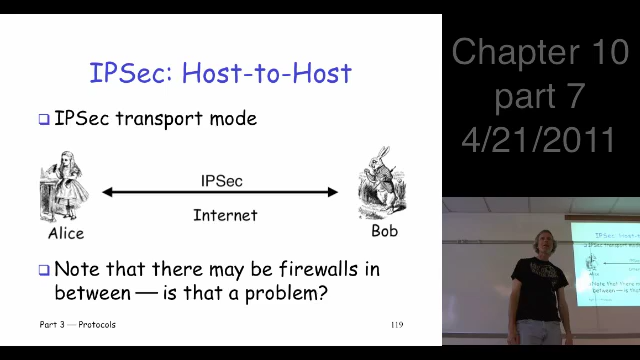 IPSec: Host-to-Host
IPSec transport mode
IPSec
Internet
Alice
Bob
Note that there may be firewalls in
between — is that a problem?
Part 3 — Protocols
119
Chapter 10
part 7
4/21/2011